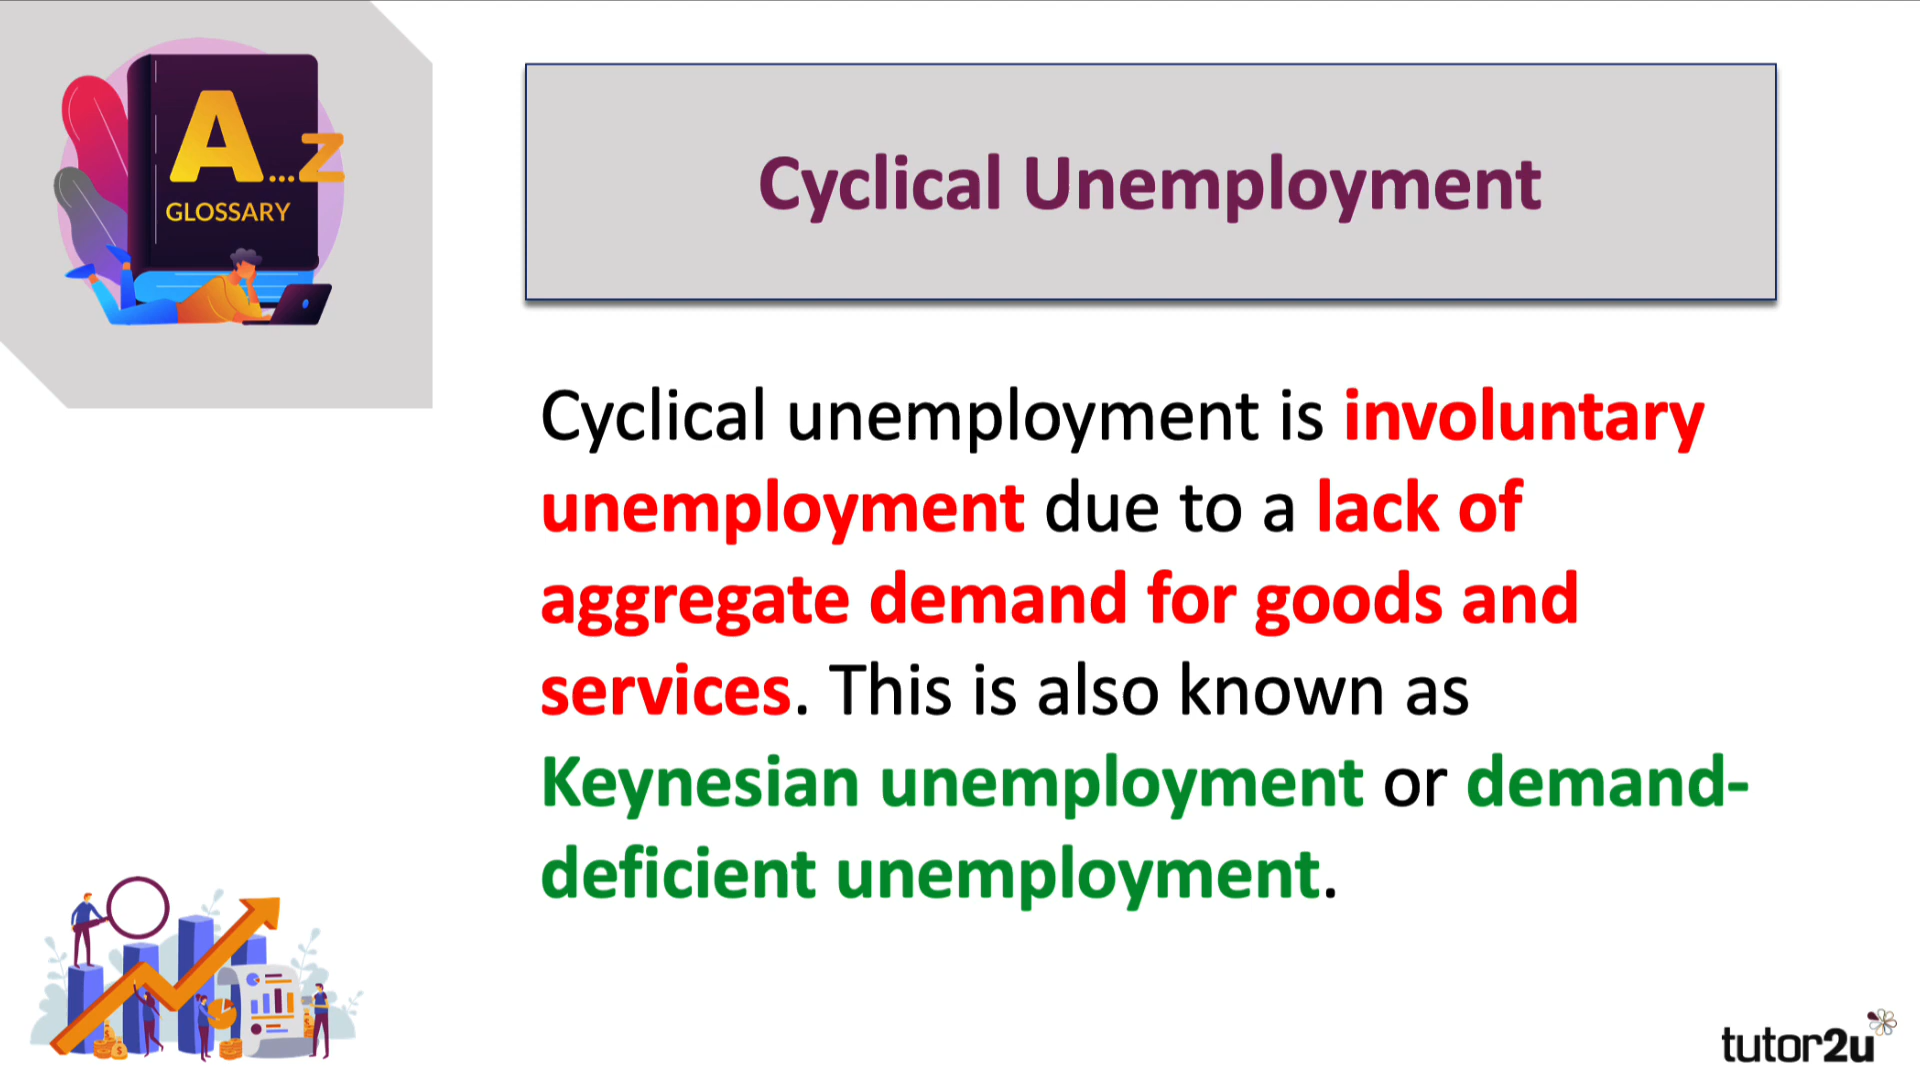 A...Z
GLOSSARY
Cyclical Unemployment
Cyclical unemployment is involuntary
unemployment due to a lack of
aggregate demand for goods and
services. This is also known as
Keynesian unemployment or demand-
deficient unemployment.
tutor2u